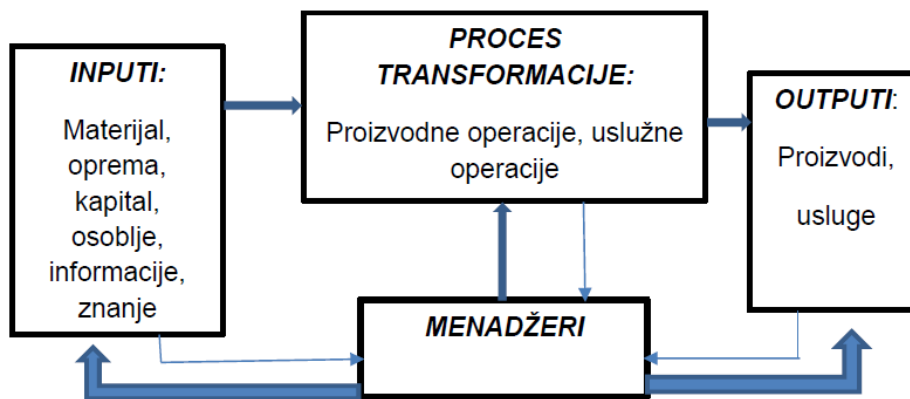 INPUTI:
Materijal,
oprema,
kapital,
osoblje,
informacije,
znanje
PROCES
TRANSFORMACIJE:
Proizvodne operacije, uslužne
operacije
OUTPUTI:
Proizvodi,
usluge
MENADŽERI